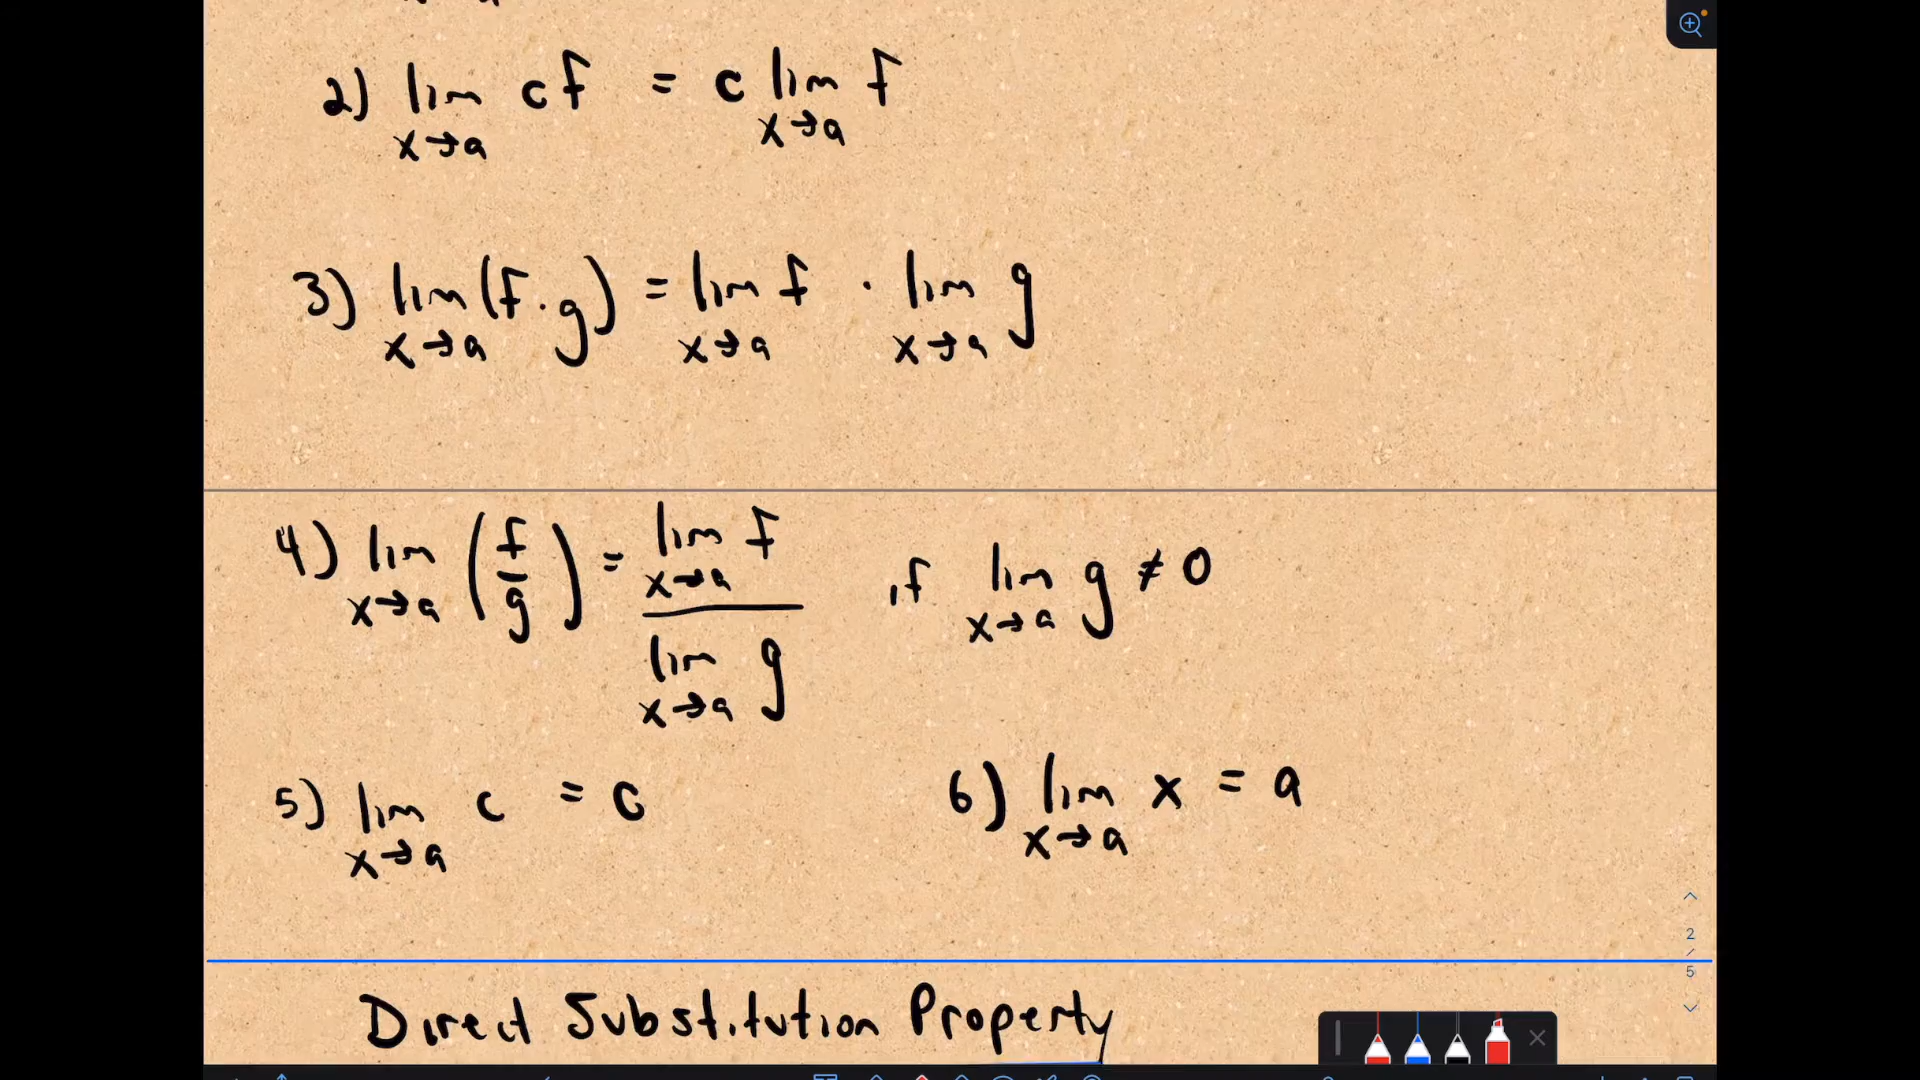 2) lim x→a cf = c lim x→a f
3) lim x→a (f · g) = lim x→a f · lim x→a g
4) lim x→a (f/g) = lim x→a f / lim x→a g if lim x→a g ≠ 0
5) lim x→a c = c
6) lim x→a x = a
2
/
5
Direct Substitution Property